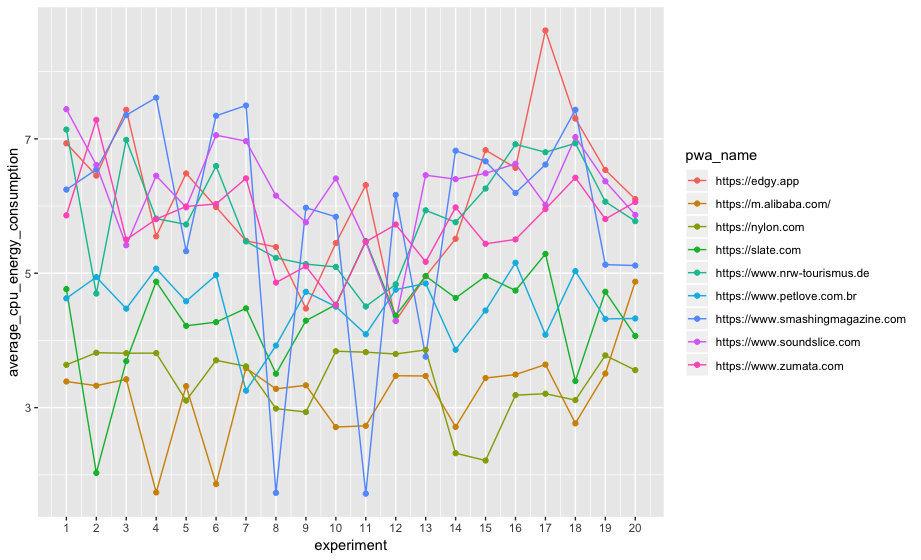 average_cpu_energy_consumption
7
5
3
1 2 3 4 5 6 7 8 9 10 11 12 13 14 15 16 17 18 19 20
experiment
pwa_name
https://edgy.app
https://m.alibaba.com/
https://nylon.com
https://slate.com
https://www.nrw-tourismus.de
https://www.petlove.com.br
https://www.smashingmagazine.com
https://www.soundslice.com
https://www.zumata.com